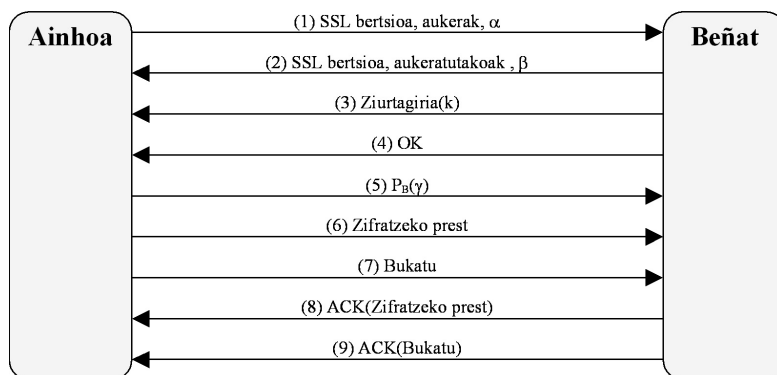 Ainhoa
Beñat
(1) SSL bertsioa, aukerak, α
(2) SSL bertsioa, aukeratutakoak , β
(3) Ziurtagiria(k)
(4) OK
(5) P_B(γ)
(6) Zifratzeko prest
(7) Bukatu
(8) ACK(Zifratzeko prest)
(9) ACK(Bukatu)